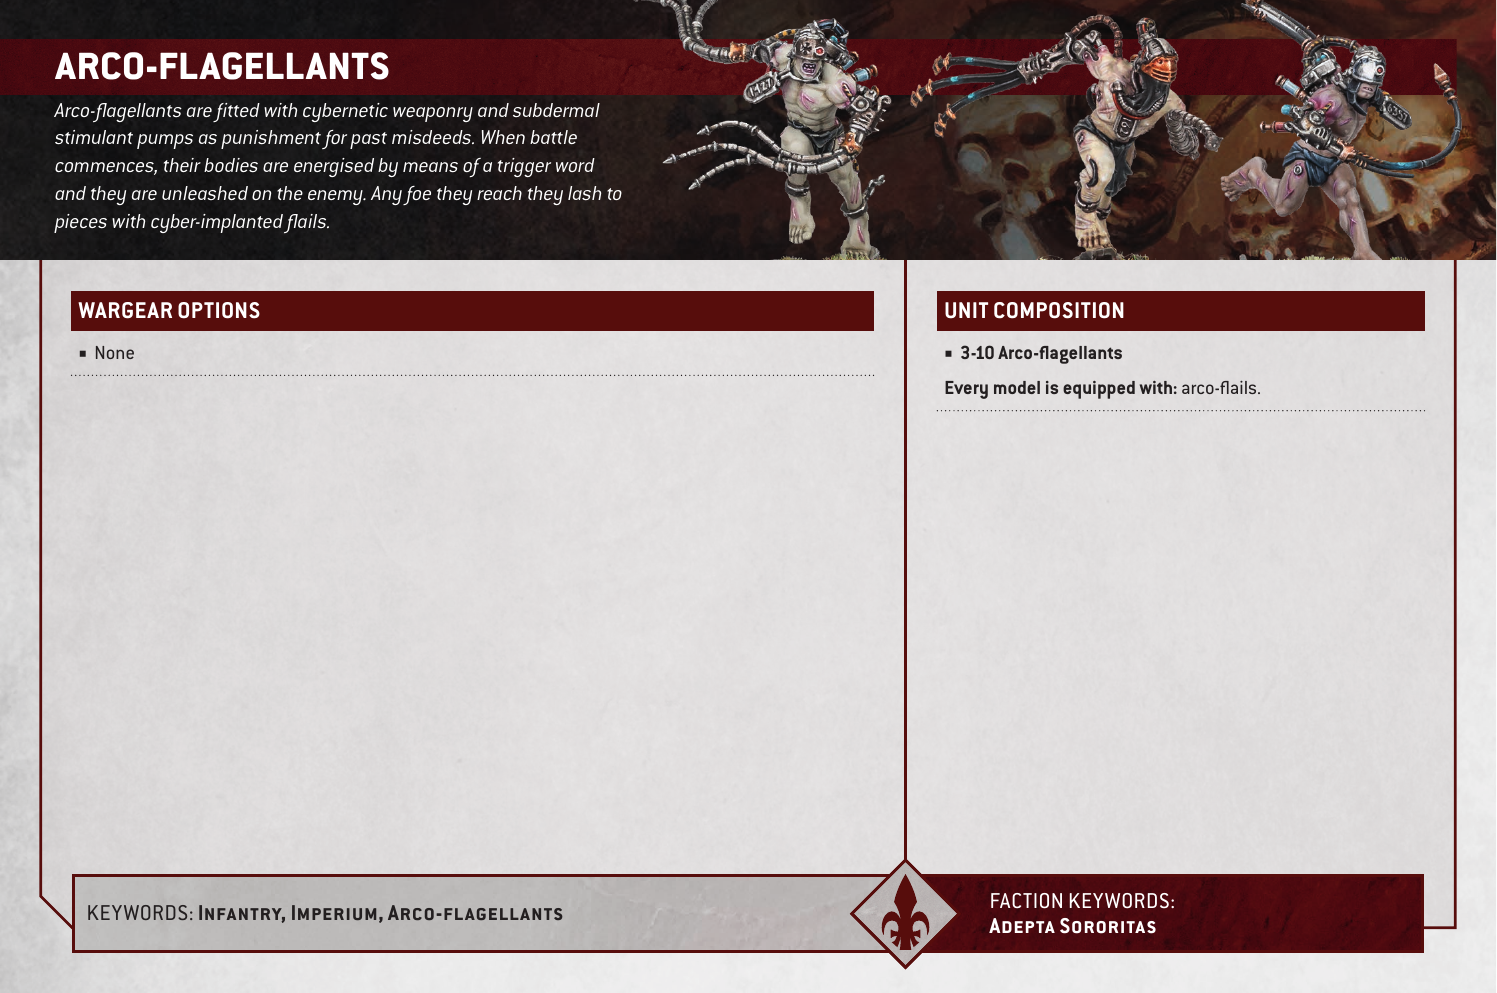 ARCO-FLAGELLANTS
Arco-flagellants are fitted with cybernetic weaponry and subdermal
stimulant pumps as punishment for past misdeeds. When battle
commences, their bodies are energised by means of a trigger word
and they are unleashed on the enemy. Any foe they reach they lash to
pieces with cyber-implanted flails.
WARGEAR OPTIONS
▪ None
UNIT COMPOSITION
▪ 3-10 Arco-flagellants
Every model is equipped with: arco-flails.
KEYWORDS: INFANTRY, IMPERIUM, ARCO-FLAGELLANTS
FACTION KEYWORDS:
ADEPTA SORORITAS